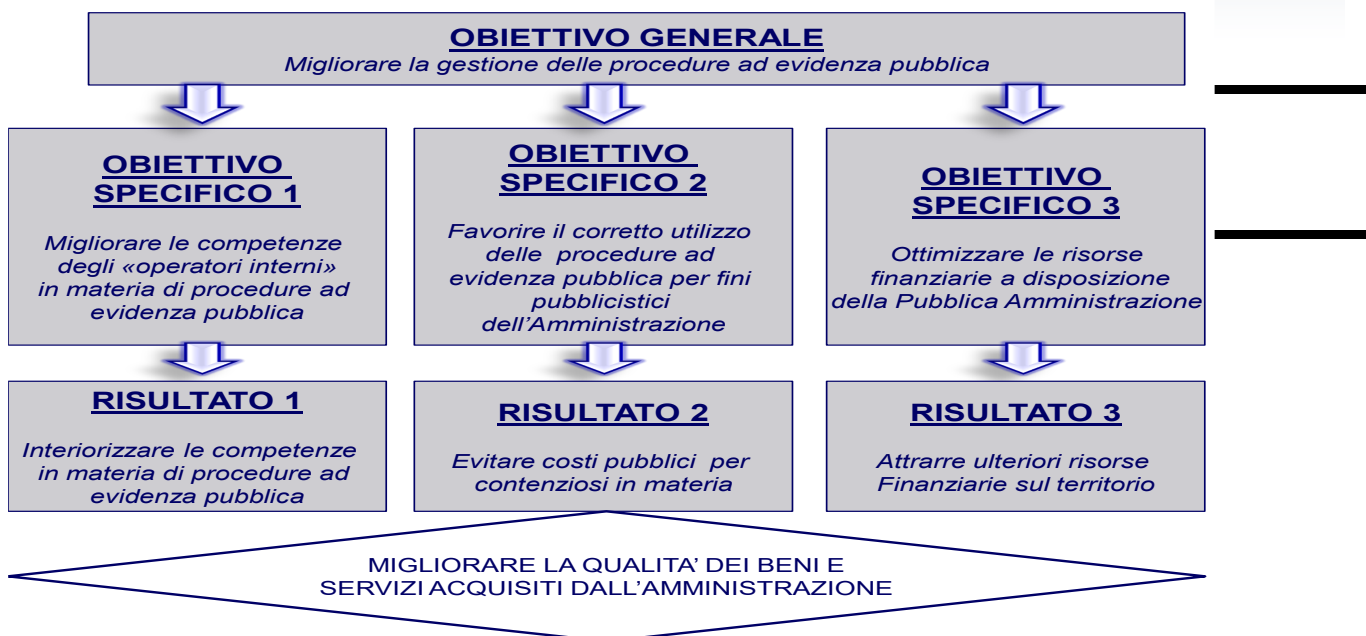 OBIETTIVO GENERALE
Migliorare la gestione delle procedure ad evidenza pubblica
OBIETTIVO
SPECIFICO 1
Migliorare le competenze
degli «operatori interni»
in materia di procedure ad
evidenza pubblica
OBIETTIVO
SPECIFICO 2
Favorire il corretto utilizzo
delle procedure ad
evidenza pubblica per fini
pubblicistici
dell’Amministrazione
OBIETTIVO
SPECIFICO 3
Ottimizzare le risorse
finanziarie a disposizione
della Pubblica Amministrazione
RISULTATO 1
Interiorizzare le competenze
in materia di procedure ad
evidenza pubblica
RISULTATO 2
Evitare costi pubblici per
contenziosi in materia
RISULTATO 3
Attrarre ulteriori risorse
Finanziarie sul territorio
MIGLIORARE LA QUALITA’ DEI BENI E
SERVIZI ACQUISITI DALL’AMMINISTRAZIONE